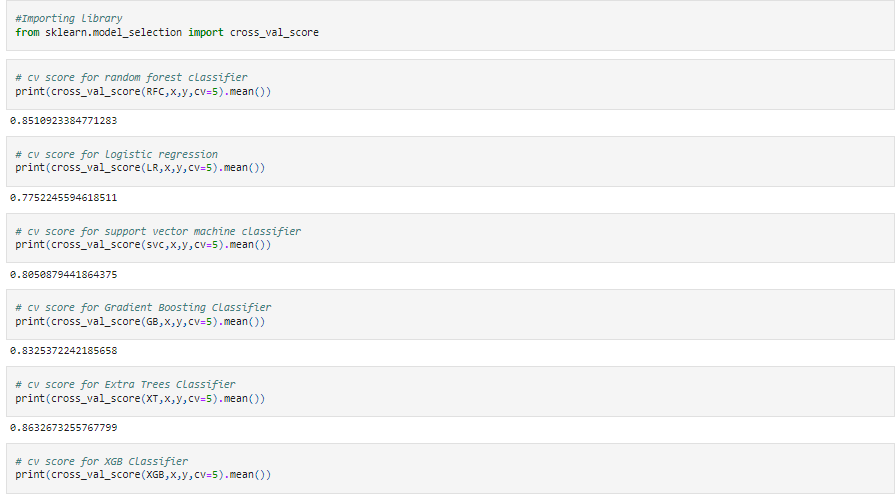 #Importing library
from sklearn.model_selection import cross_val_score
# cv score for random forest classifier
print(cross_val_score(RFC,x,y,cv=5).mean())
0.8510923384771283
# cv score for logistic regression
print(cross_val_score(LR,x,y,cv=5).mean())
0.7752245594618511
# cv score for support vector machine classifier
print(cross_val_score(svc,x,y,cv=5).mean())
0.8050879441864375
# cv score for Gradient Boosting Classifier
print(cross_val_score(GB,x,y,cv=5).mean())
0.8325372242185658
# cv score for Extra Trees Classifier
print(cross_val_score(XT,x,y,cv=5).mean())
0.8632673255767799
# cv score for XGB Classifier
print(cross_val_score(XGB,x,y,cv=5).mean())